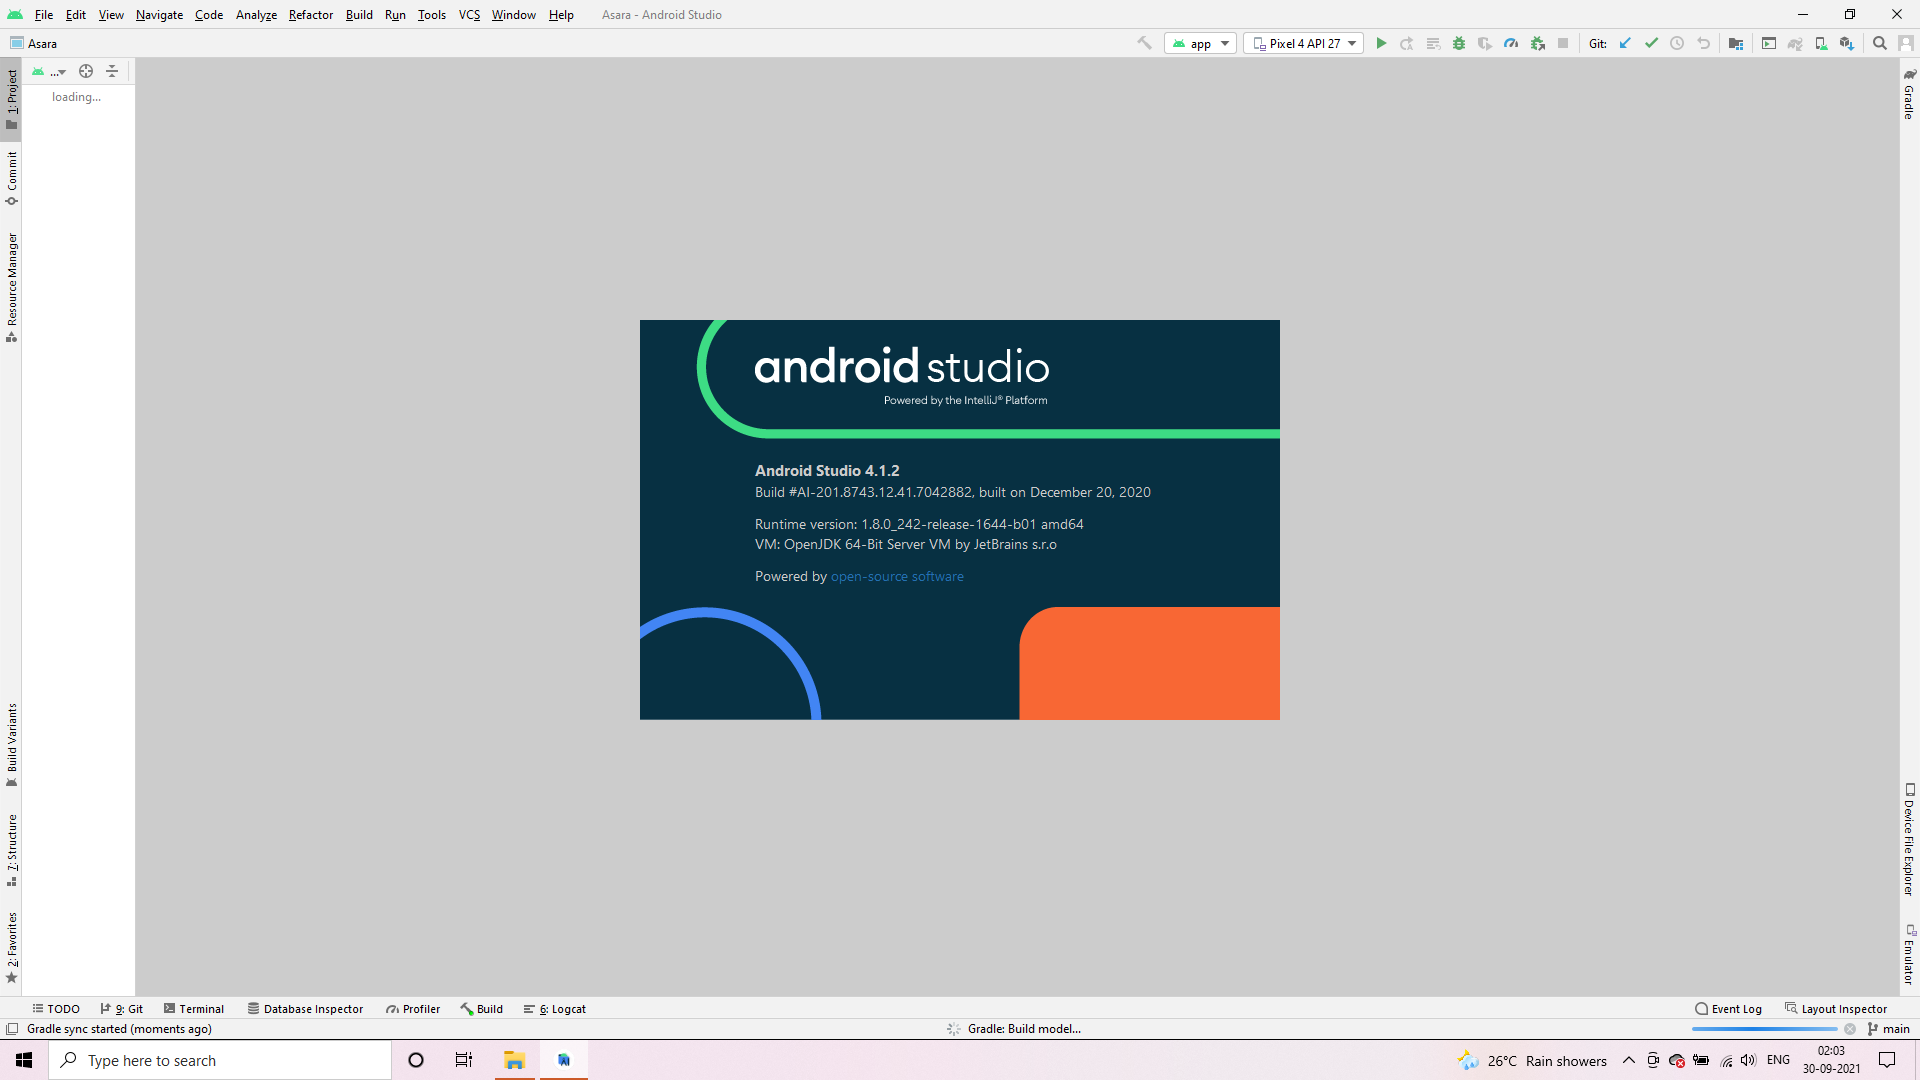 File Edit View Navigate Code Analyze Refactor Build Run Tools VCS Window Help Asara - Android Studio
Asara
app
Pixel 4 API 27
Git:
...
loading...
1: Project
Commit
Resource Manager
Build Variants
7: Structure
2: Favorites
Gradle
Device File Explorer
Emulator
android studio
Powered by the IntelliJ® Platform
Android Studio 4.1.2
Build #AI-201.8743.12.41.7042882, built on December 20, 2020
Runtime version: 1.8.0_242-release-1644-b01 amd64
VM: OpenJDK 64-Bit Server VM by JetBrains s.r.o
Powered by open-source software
TODO 9: Git Terminal Database Inspector Profiler Build 6: Logcat Event Log Layout Inspector
Gradle sync started (moments ago) Gradle: Build model... main
Type here to search
AI
26°C Rain showers
ENG
02:03
30-09-2021